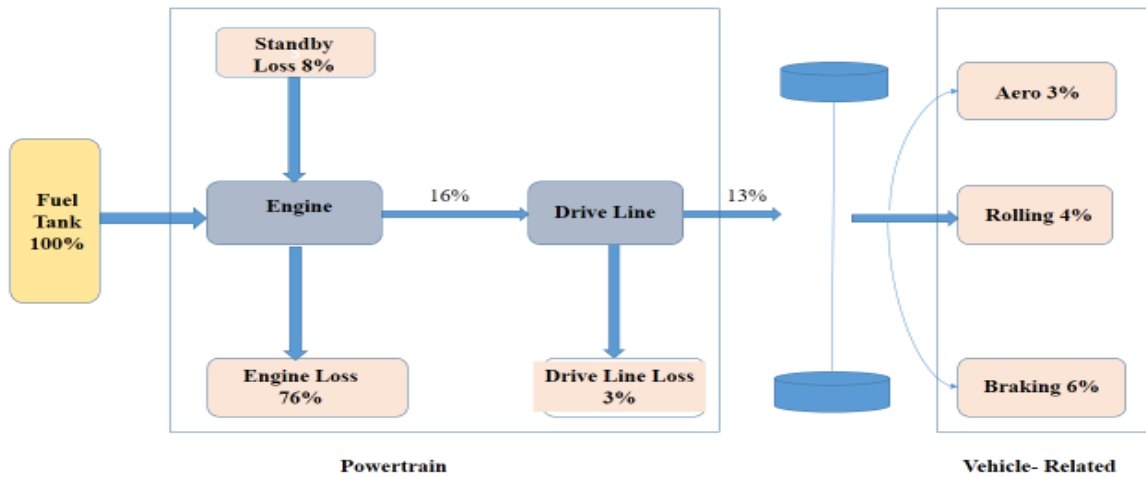 Standby
Loss 8%
Aero 3%
Fuel
Tank
100%
Engine
16%
Drive Line
13%
Rolling 4%
Engine Loss
76%
Drive Line Loss
3%
Braking 6%
Powertrain
Vehicle- Related